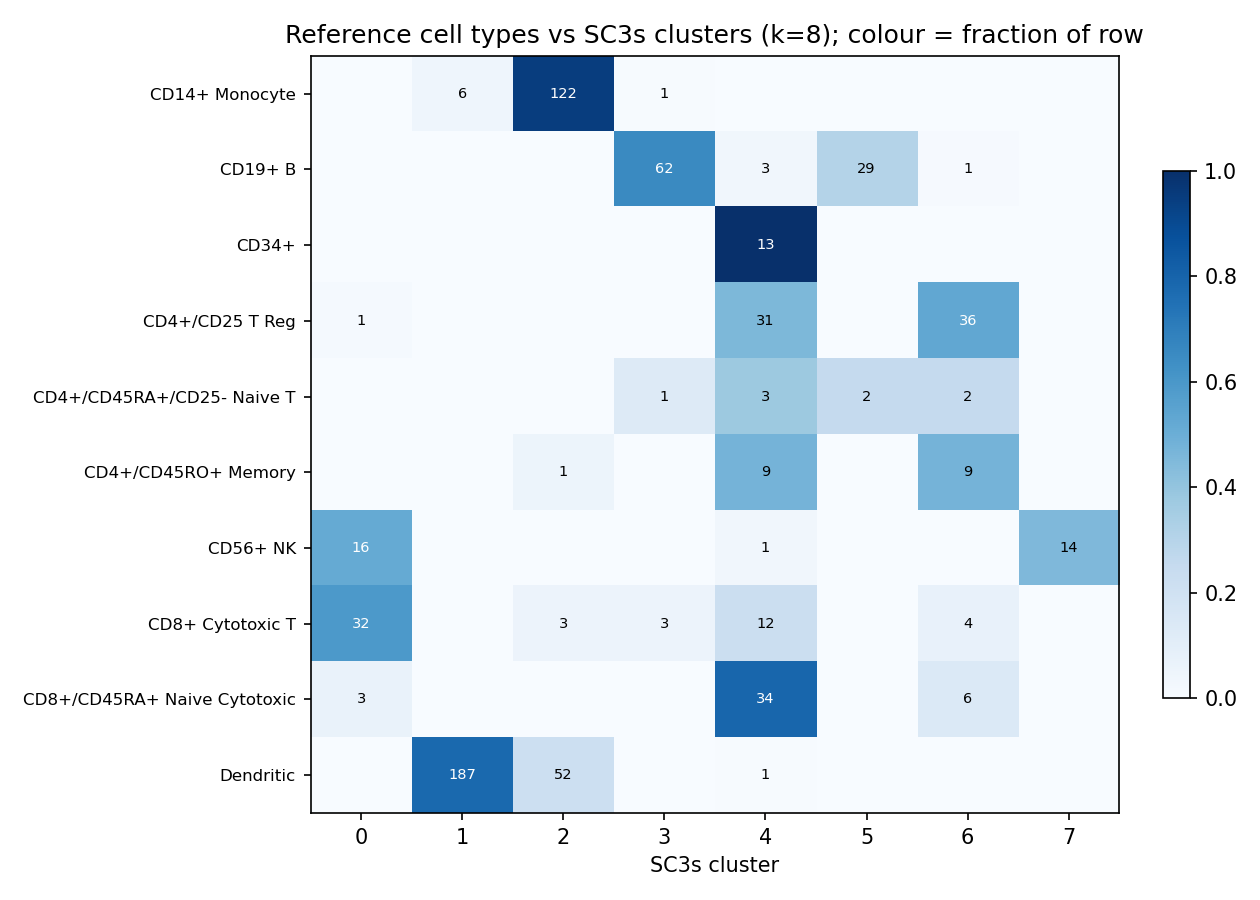 Reference cell types vs SC3s clusters (k=8); colour = fraction of row
CD14+ Monocyte 6 122 1
CD19+ B 62 3 29 1
CD34+ 13
CD4+/CD25 T Reg 1 31 36
CD4+/CD45RA+/CD25- Naive T 1 3 2 2
CD4+/CD45RO+ Memory 1 9 9
CD56+ NK 16 1 14
CD8+ Cytotoxic T 32 3 3 12 4
CD8+/CD45RA+ Naive Cytotoxic 3 34 6
Dendritic 187 52 1
0 1 2 3 4 5 6 7
SC3s cluster
1.0
0.8
0.6
0.4
0.2
0.0